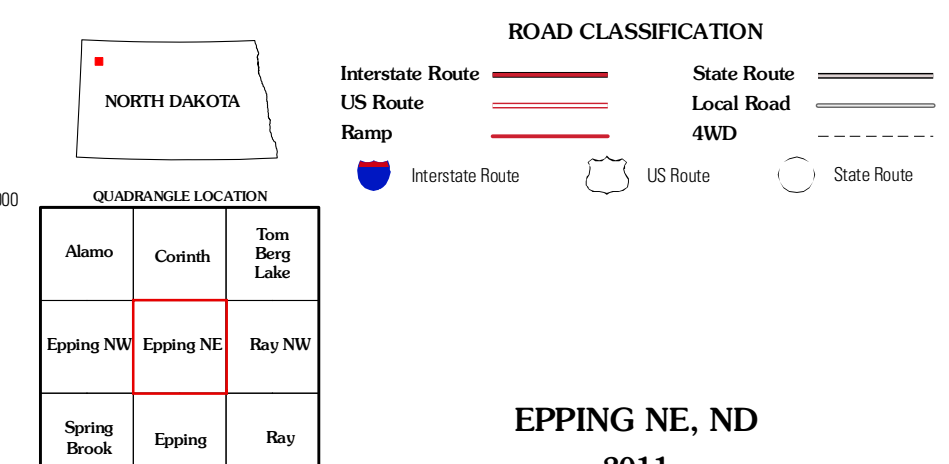 ROAD CLASSIFICATION
Interstate Route
State Route
US Route
Local Road
Ramp
4WD
Interstate Route
US Route
State Route
NORTH DAKOTA
QUADRANGLE LOCATION
Alamo
Corinth
Tom
Berg
Lake
Epping NW
Epping NE
Ray NW
Spring
Brook
Epping
Ray
EPPING NE, ND